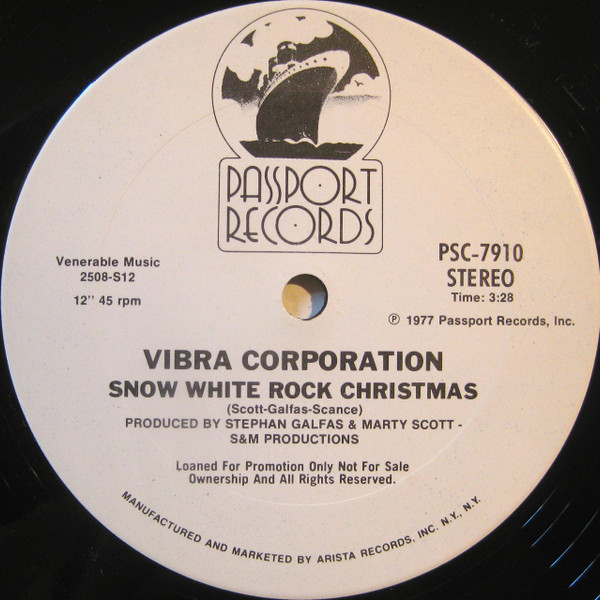 PASSPORT
RECORDS
Venerable Music
2508-S12
12" 45 rpm
PSC-7910
STEREO
Time: 3:28
℗ 1977 Passport Records, Inc.
VIBRA CORPORATION
SNOW WHITE ROCK CHRISTMAS
(Scott-Galfas-Scance)
PRODUCED BY STEPHAN GALFAS & MARTY SCOTT -
S&M PRODUCTIONS
Loaned For Promotion Only Not For Sale
Ownership And All Rights Reserved.
MANUFACTURED AND MARKETED BY ARISTA RECORDS, INC. N.Y., N.Y.